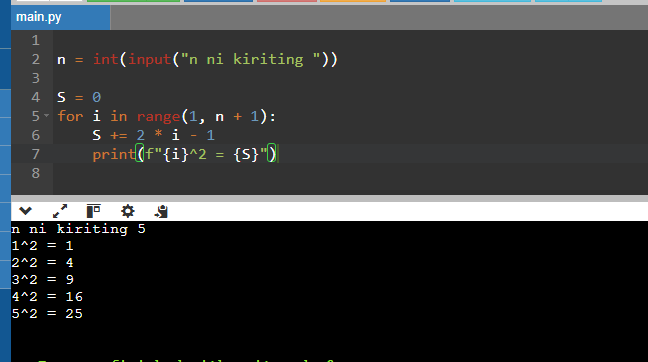 main.py
1
2 n = int(input("n ni kiriting "))
3
4 S = 0
5 for i in range(1, n + 1):
6 S += 2 * i - 1
7 print(f"{i}^2 = {S}")
8
n ni kiriting 5
1^2 = 1
2^2 = 4
3^2 = 9
4^2 = 16
5^2 = 25